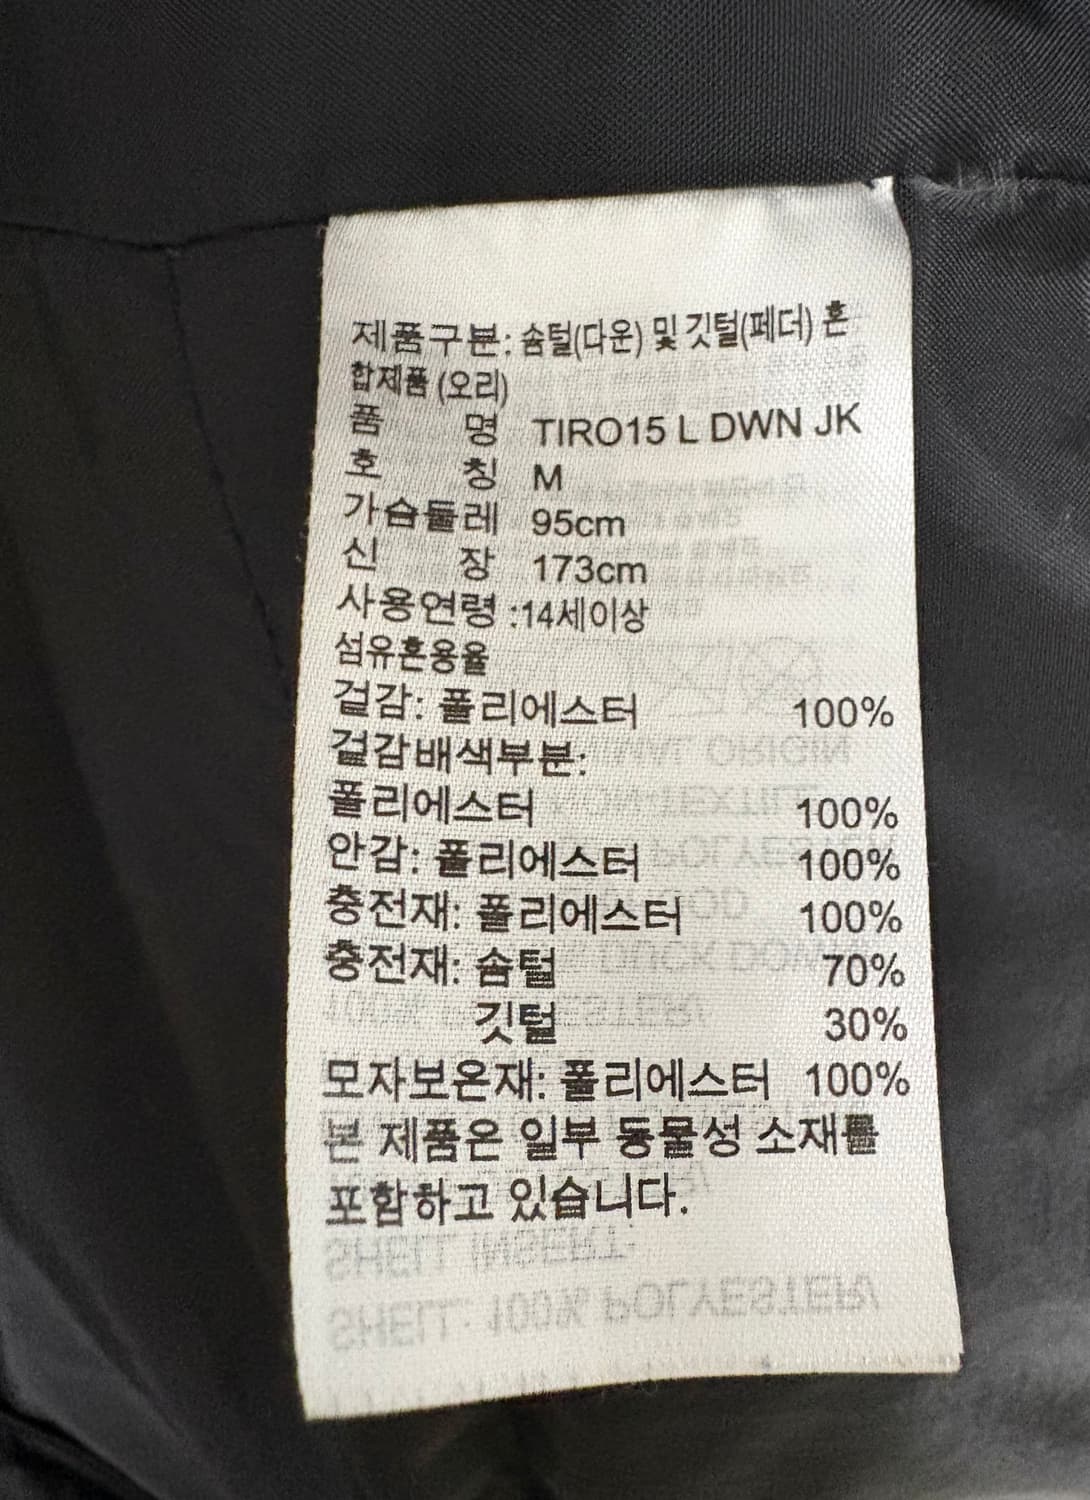 제품구분: 솜털(다운) 및 깃털(페더) 혼
합제품 (오리)
품 명 TIRO15 L DWN JK
호 칭 M
가슴둘레 95cm
신 장 173cm
사용연령 :14세이상
섬유혼용율
겉감: 폴리에스터 100%
겉감배색부분:
폴리에스터 100%
안감: 폴리에스터 100%
충전재: 폴리에스터 100%
충전재: 솜털 70%
깃털 30%
모자보온재: 폴리에스터 100%
본 제품은 일부 동물성 소재를
포함하고 있습니다.
SHELL INSERT:
SHELL: 100% POLYESTER/